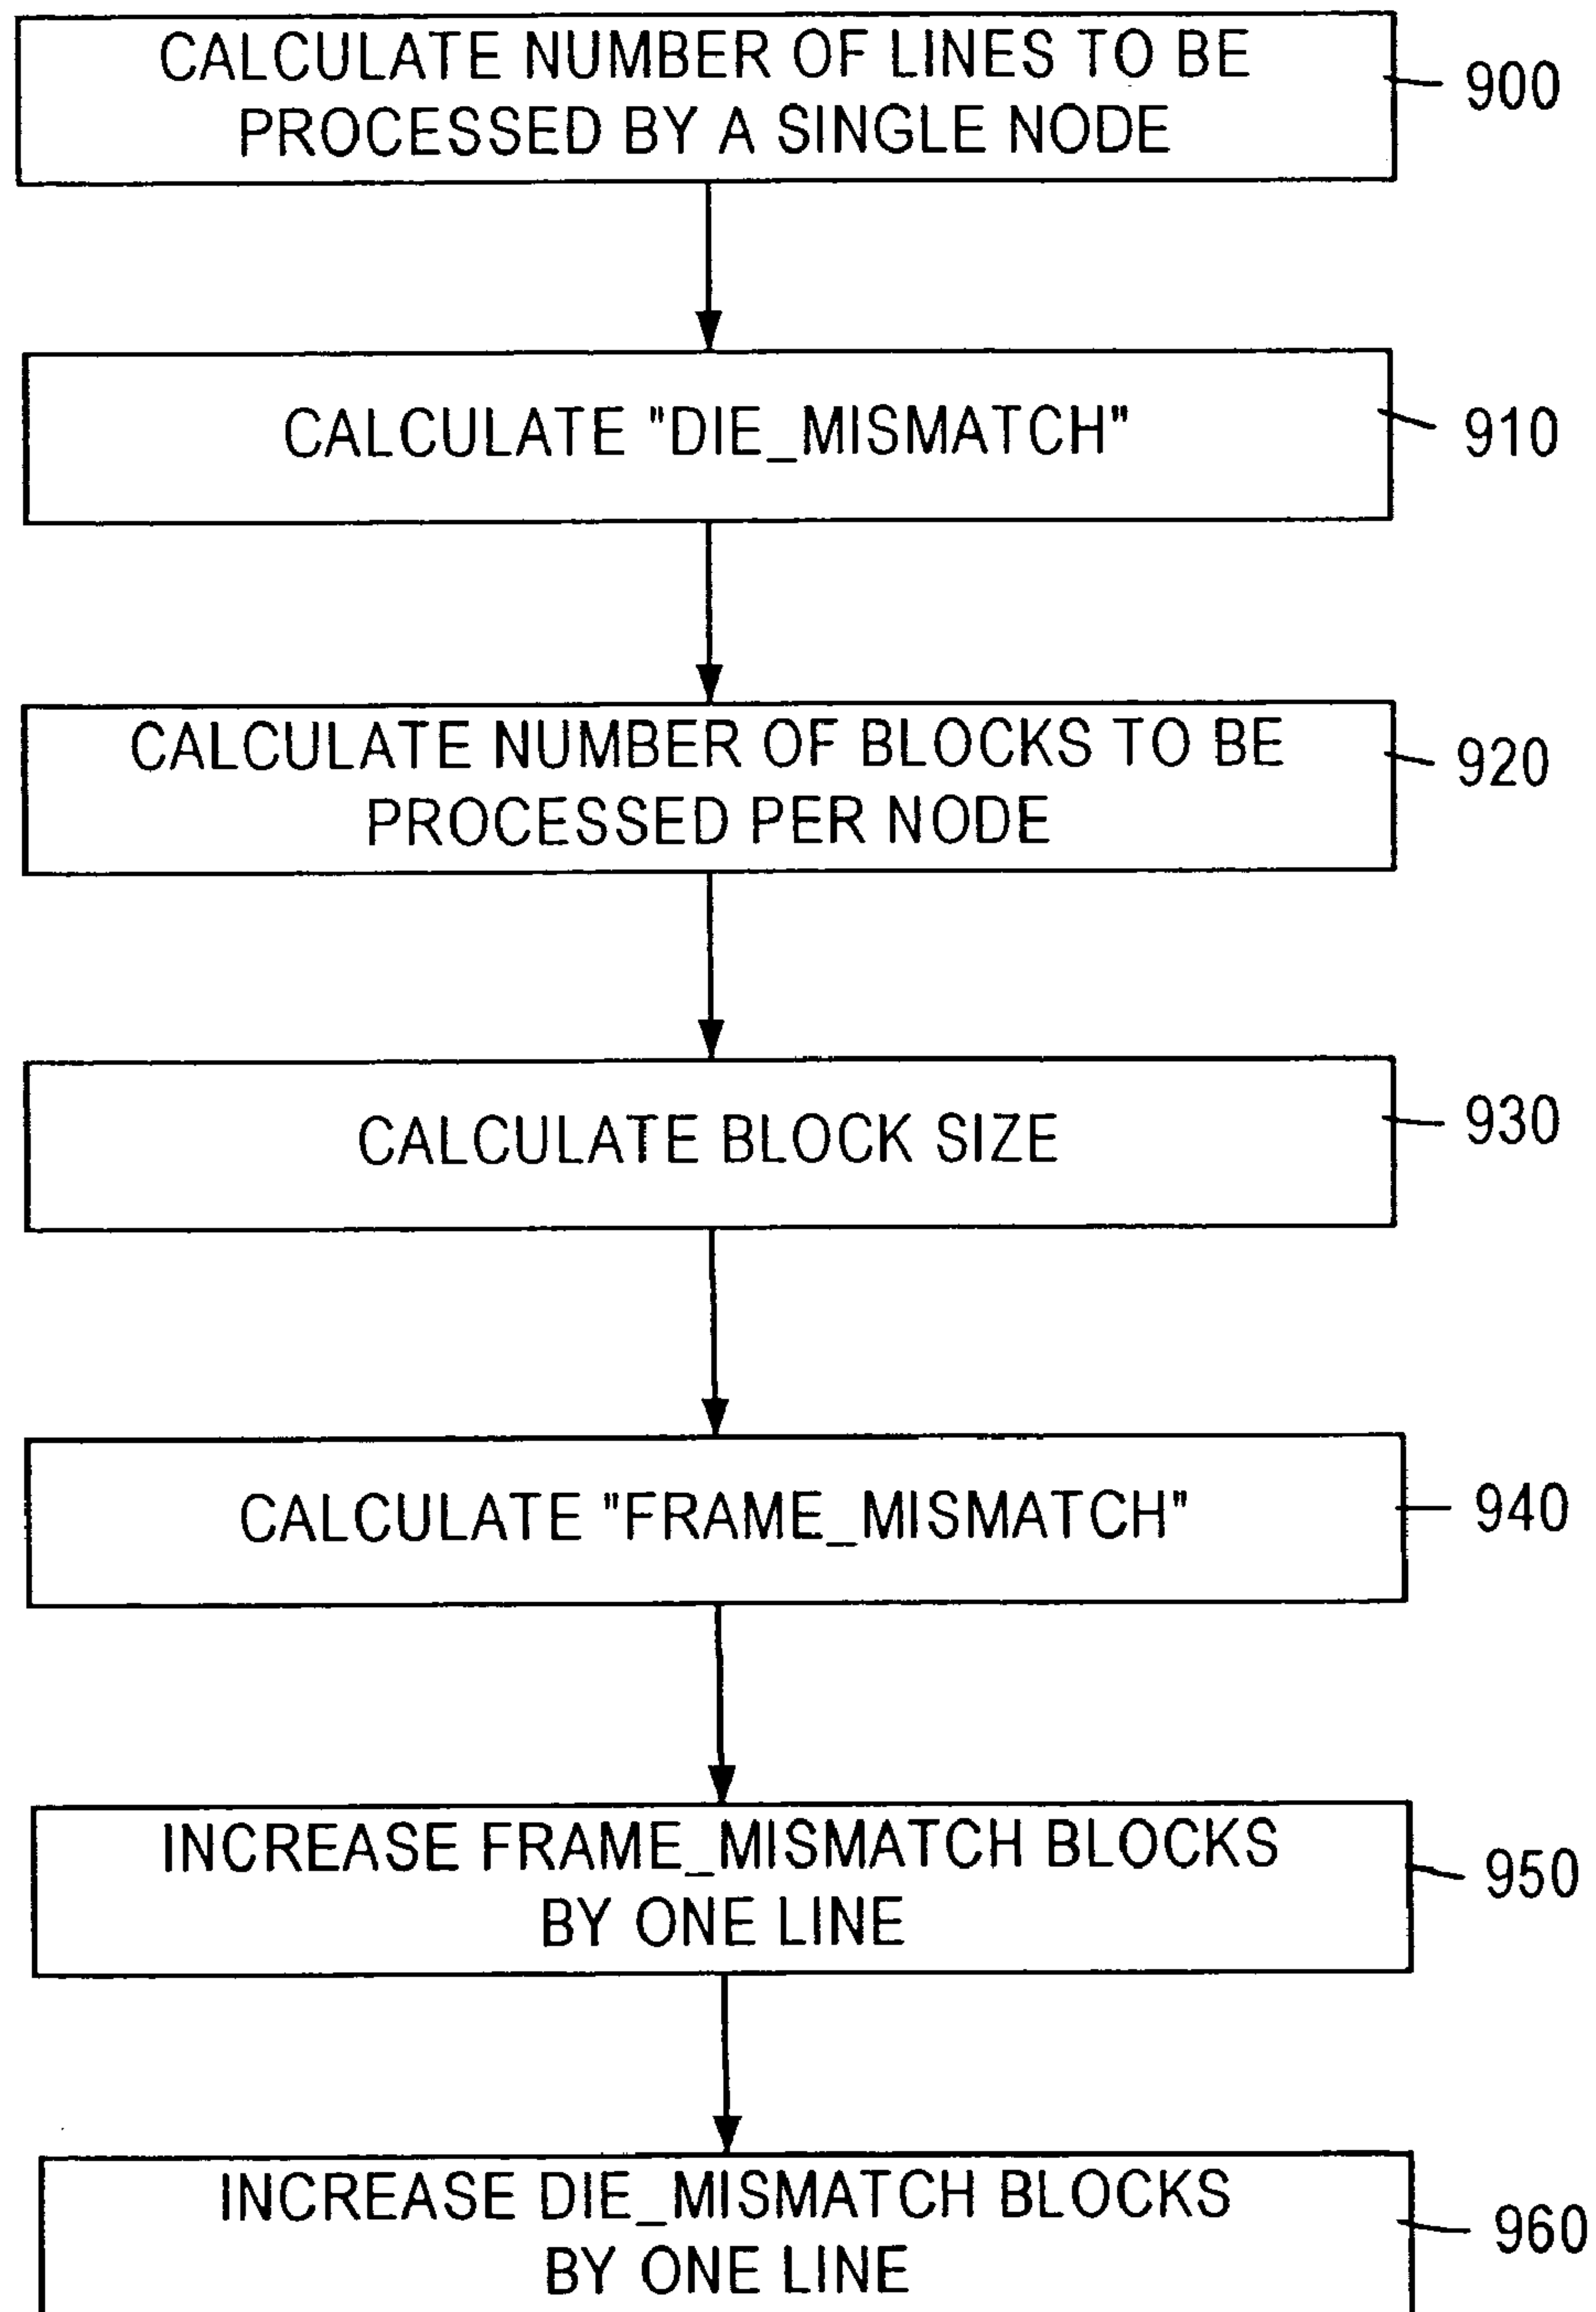 CALCULATE NUMBER OF LINES TO BE
PROCESSED BY A SINGLE NODE
900
CALCULATE "DIE_MISMATCH"
910
CALCULATE NUMBER OF BLOCKS TO BE
PROCESSED PER NODE
920
CALCULATE BLOCK SIZE
930
CALCULATE "FRAME_MISMATCH"
940
INCREASE FRAME_MISMATCH BLOCKS
BY ONE LINE
950
INCREASE DIE_MISMATCH BLOCKS
BY ONE LINE
960